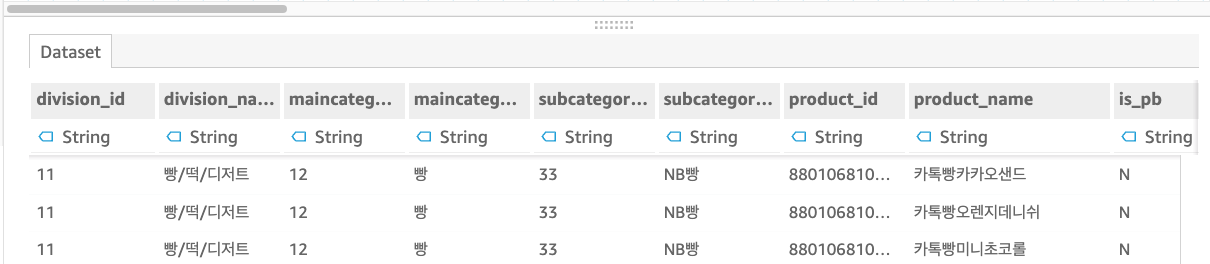 Dataset
division_id division_na... maincateg... maincateg... subcategor... subcategor... product_id product_name is_pb
String String String String String String String String String
11 빵/떡/디저트 12 빵 33 NB빵 880106810... 카톡빵카카오샌드 N
11 빵/떡/디저트 12 빵 33 NB빵 880106810... 카톡빵오렌지데니쉬 N
11 빵/떡/디저트 12 빵 33 NB빵 880106810... 카톡빵미니초코롤 N